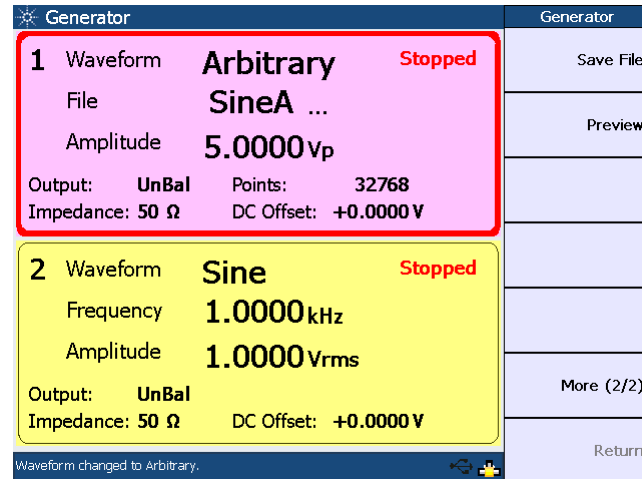 Generator
Generator
1 Waveform Arbitrary Stopped
File SineA ...
Amplitude 5.0000 Vp
Output: UnBal Points: 32768
Impedance: 50 Ω DC Offset: +0.0000 V
2 Waveform Sine Stopped
Frequency 1.0000 kHz
Amplitude 1.0000 Vrms
Output: UnBal
Impedance: 50 Ω DC Offset: +0.0000 V
Waveform changed to Arbitrary.
Save File
Preview
More (2/2)
Return